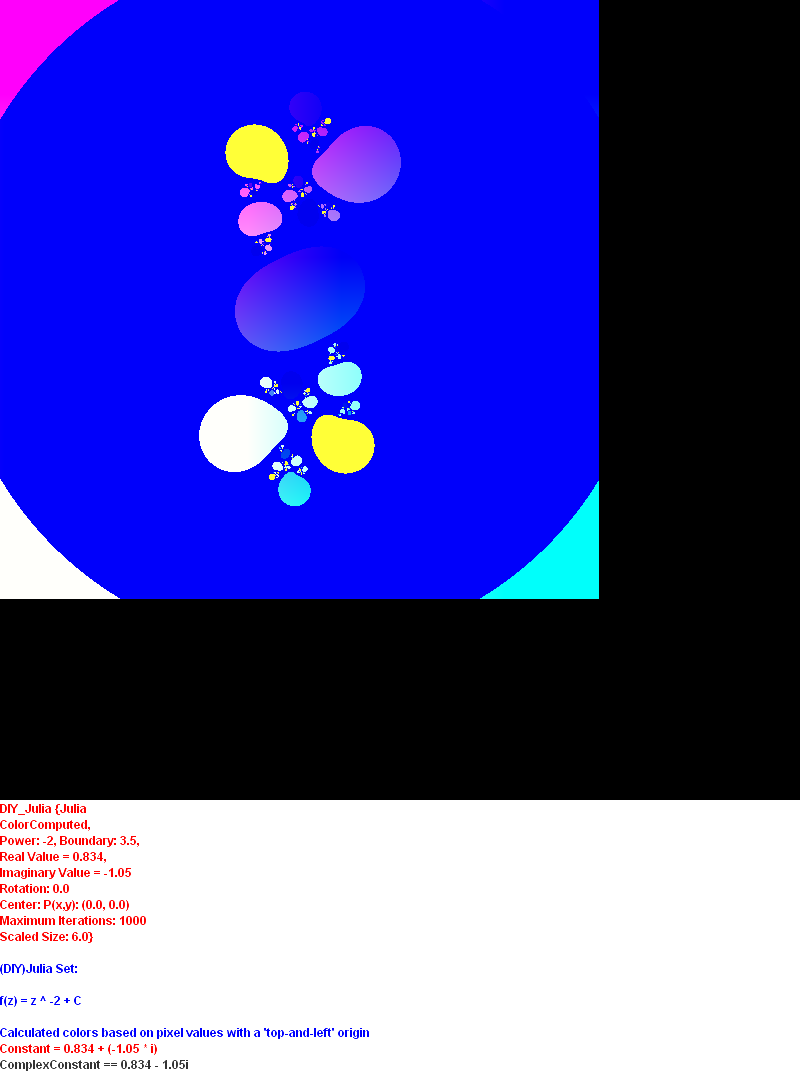 DIY_Julia {Julia
ColorComputed,
Power: -2, Boundary: 3.5,
Real Value = 0.834,
Imaginary Value = -1.05
Rotation: 0.0
Center: P(x,y): (0.0, 0.0)
Maximum Iterations: 1000
Scaled Size: 6.0}
(DIY)Julia Set:
f(z) = z ^ -2 + C
Calculated colors based on pixel values with a 'top-and-left' origin
Constant = 0.834 + (-1.05 * i)
ComplexConstant == 0.834 - 1.05i